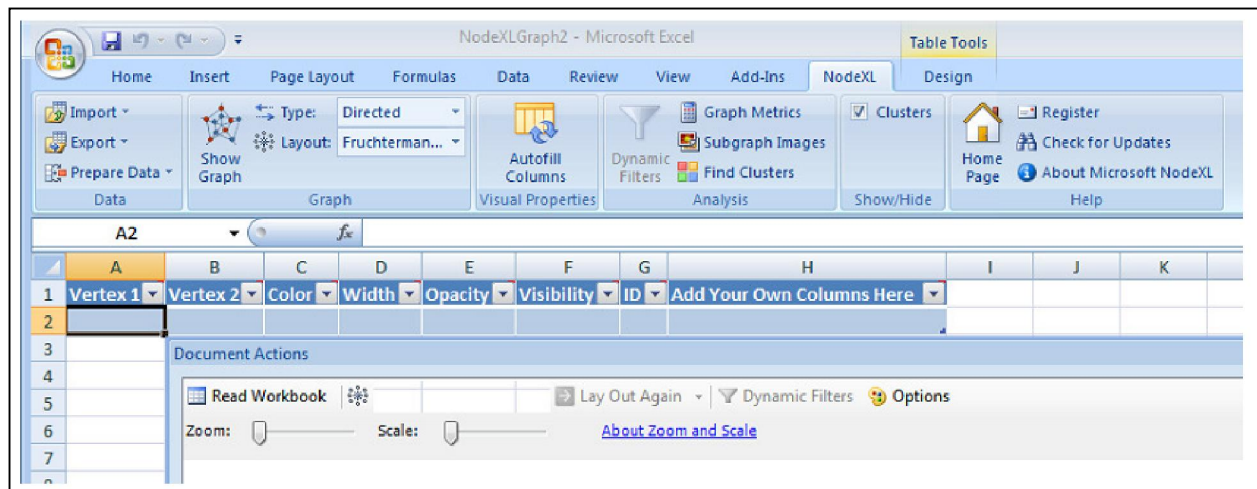 NodeXLGraph2 - Microsoft Excel
Table Tools
Home Insert Page Layout Formulas Data Review View Add-Ins NodeXL Design
Import
Export
Prepare Data
Data
Show Graph
Type: Directed
Layout: Fruchterman...
Graph
Autofill Columns
Visual Properties
Dynamic Filters
Graph Metrics
Subgraph Images
Find Clusters
Analysis
Clusters
Show/Hide
Home Page
Register
Check for Updates
About Microsoft NodeXL
Help
A2 fx
A B C D E F G H I J K
1 Vertex 1 Vertex 2 Color Width Opacity Visibility ID Add Your Own Columns Here
2
3
Document Actions
4
5 Read Workbook Lay Out Again Dynamic Filters Options
6 Zoom: Scale: About Zoom and Scale
7